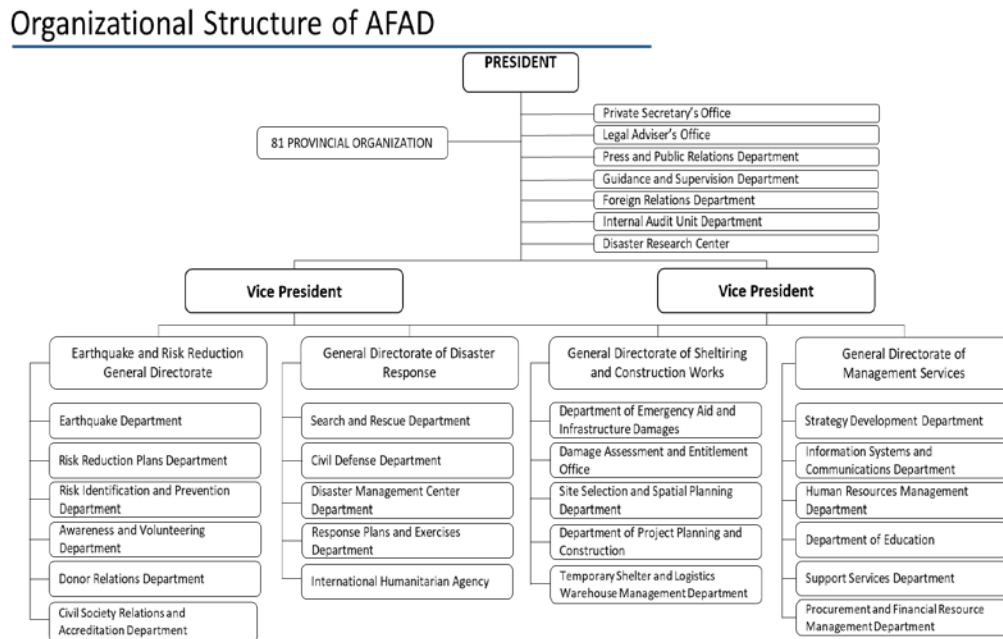 Organizational Structure of AFAD
PRESIDENT
Private Secretary's Office
Legal Adviser's Office
81 PROVINCIAL ORGANIZATION
Press and Public Relations Department
Guidance and Supervision Department
Foreign Relations Department
Internal Audit Unit Department
Disaster Research Center
Vice President
Vice President
Earthquake and Risk Reduction
General Directorate
Earthquake Department
Risk Reduction Plans Department
Risk Identification and Prevention
Department
Awareness and Volunteering
Department
Donor Relations Department
Civil Society Relations and
Accreditation Department
General Directorate of Disaster
Response
Search and Rescue Department
Civil Defense Department
Disaster Management Center
Department
Response Plans and Exercises
Department
International Humanitarian Agency
General Directorate of Sheltiring
and Construction Works
Department of Emergency Aid and
Infrastructure Damages
Damage Assessment and Entitlement
Office
Site Selection and Spatial Planning
Department
Department of Project Planning and
Construction
Temporary Shelter and Logistics
Warehouse Management Department
General Directorate of
Management Services
Strategy Development Department
Information Systems and
Communications Department
Human Resources Management
Department
Department of Education
Support Services Department
Procurement and Financial Resource
Management Department